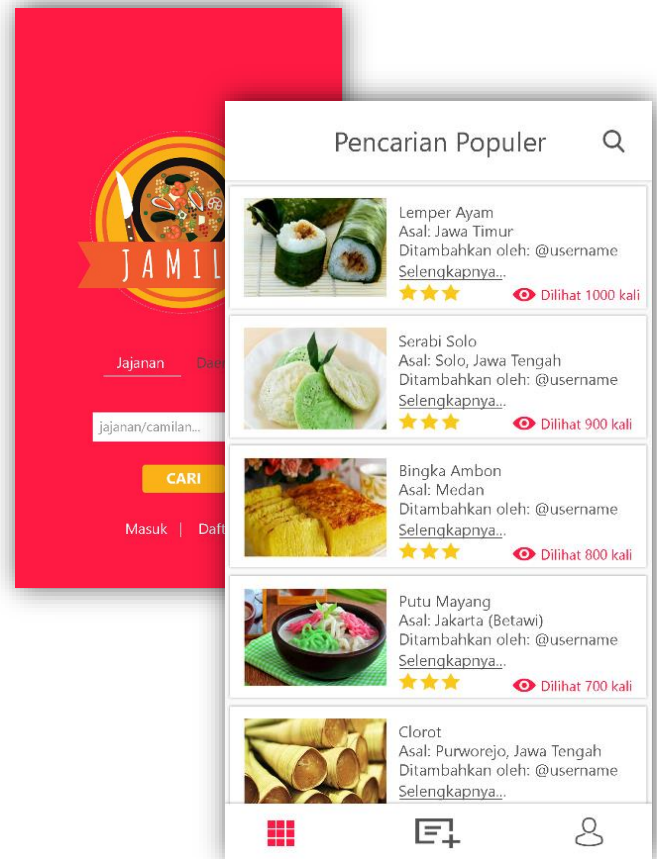 JAMIL
Jajanan
jajanan/camilan...
CARI
Masuk |
Pencarian Populer
Lemper Ayam
Asal: Jawa Timur
Ditambahkan oleh: @username
Selengkapnya...
Dilihat 1000 kali
Serabi Solo
Asal: Solo, Jawa Tengah
Ditambahkan oleh: @username
Selengkapnya...
Dilihat 900 kali
Bingka Ambon
Asal: Medan
Ditambahkan oleh: @username
Selengkapnya...
Dilihat 800 kali
Putu Mayang
Asal: Jakarta (Betawi)
Ditambahkan oleh: @username
Selengkapnya...
Dilihat 700 kali
Clorot
Asal: Purworejo, Jawa Tengah
Ditambahkan oleh: @username
Selengkapnya...